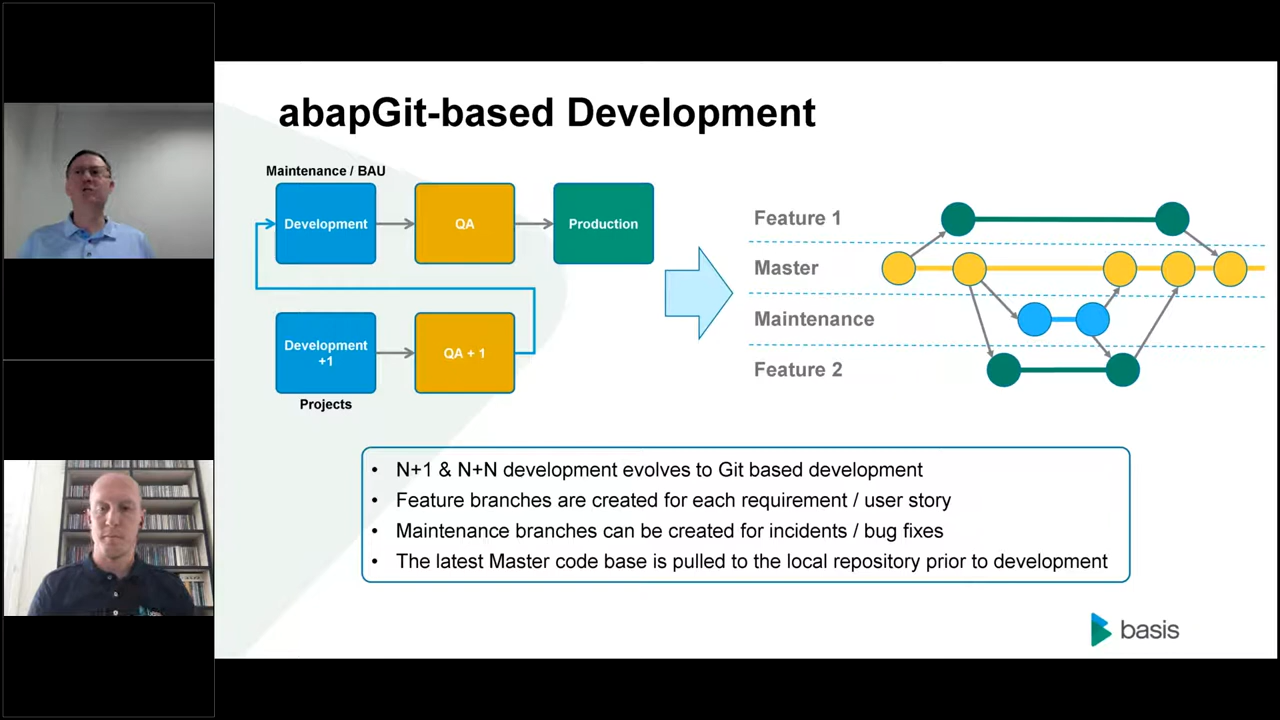 abapGit-based Development
Maintenance / BAU
Development
QA
Production
Development
+1
QA + 1
Projects
Feature 1
Master
Maintenance
Feature 2
• N+1 & N+N development evolves to Git based development
• Feature branches are created for each requirement / user story
• Maintenance branches can be created for incidents / bug fixes
• The latest Master code base is pulled to the local repository prior to development
basis